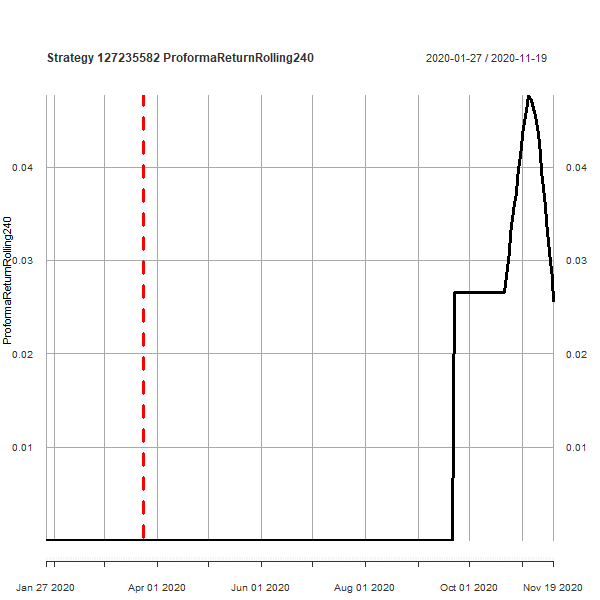 Strategy 127235582 ProformaReturnRolling240
2020-01-27 / 2020-11-19
ProformaReturnRolling240
0.04
0.04
0.03
0.03
0.02
0.02
0.01
0.01
Jan 27 2020
Apr 01 2020
Jun 01 2020
Aug 01 2020
Oct 01 2020
Nov 19 2020